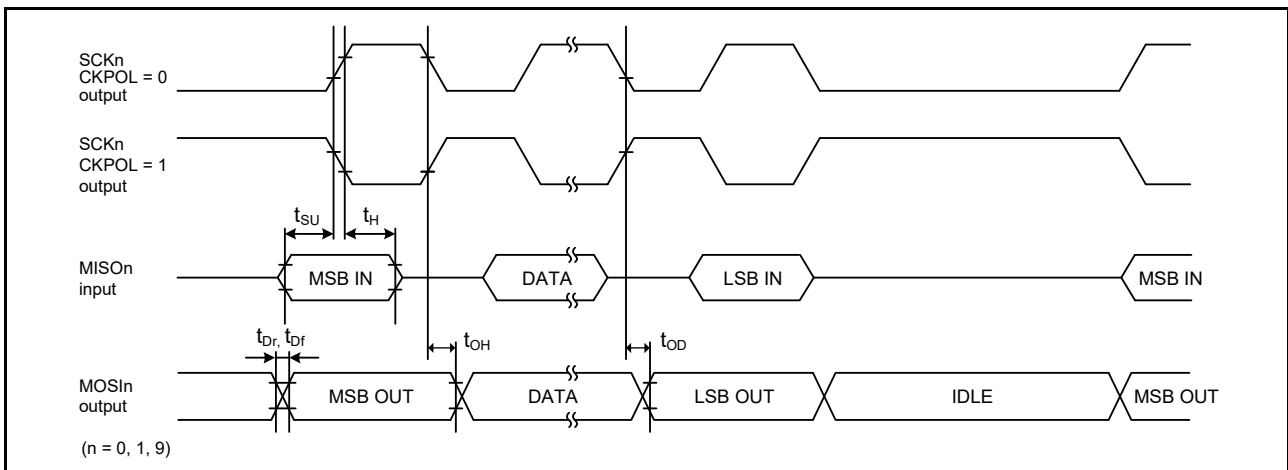 SCKn
CKPOL = 0
output
SCKn
CKPOL = 1
output
tSU
tH
MISOn
input
MSB IN
DATA
LSB IN
MSB IN
tDr, tDf
tOH
tOD
MOSIn
output
MSB OUT
DATA
LSB OUT
IDLE
MSB OUT
(n = 0, 1, 9)